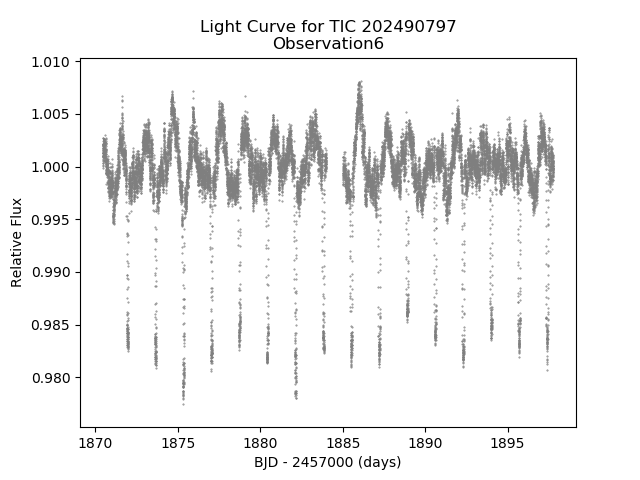 Light Curve for TIC 202490797
Observation6
1.010
1.005
1.000
0.995
0.990
0.985
0.980
Relative Flux
1870 1875 1880 1885 1890 1895
BJD - 2457000 (days)